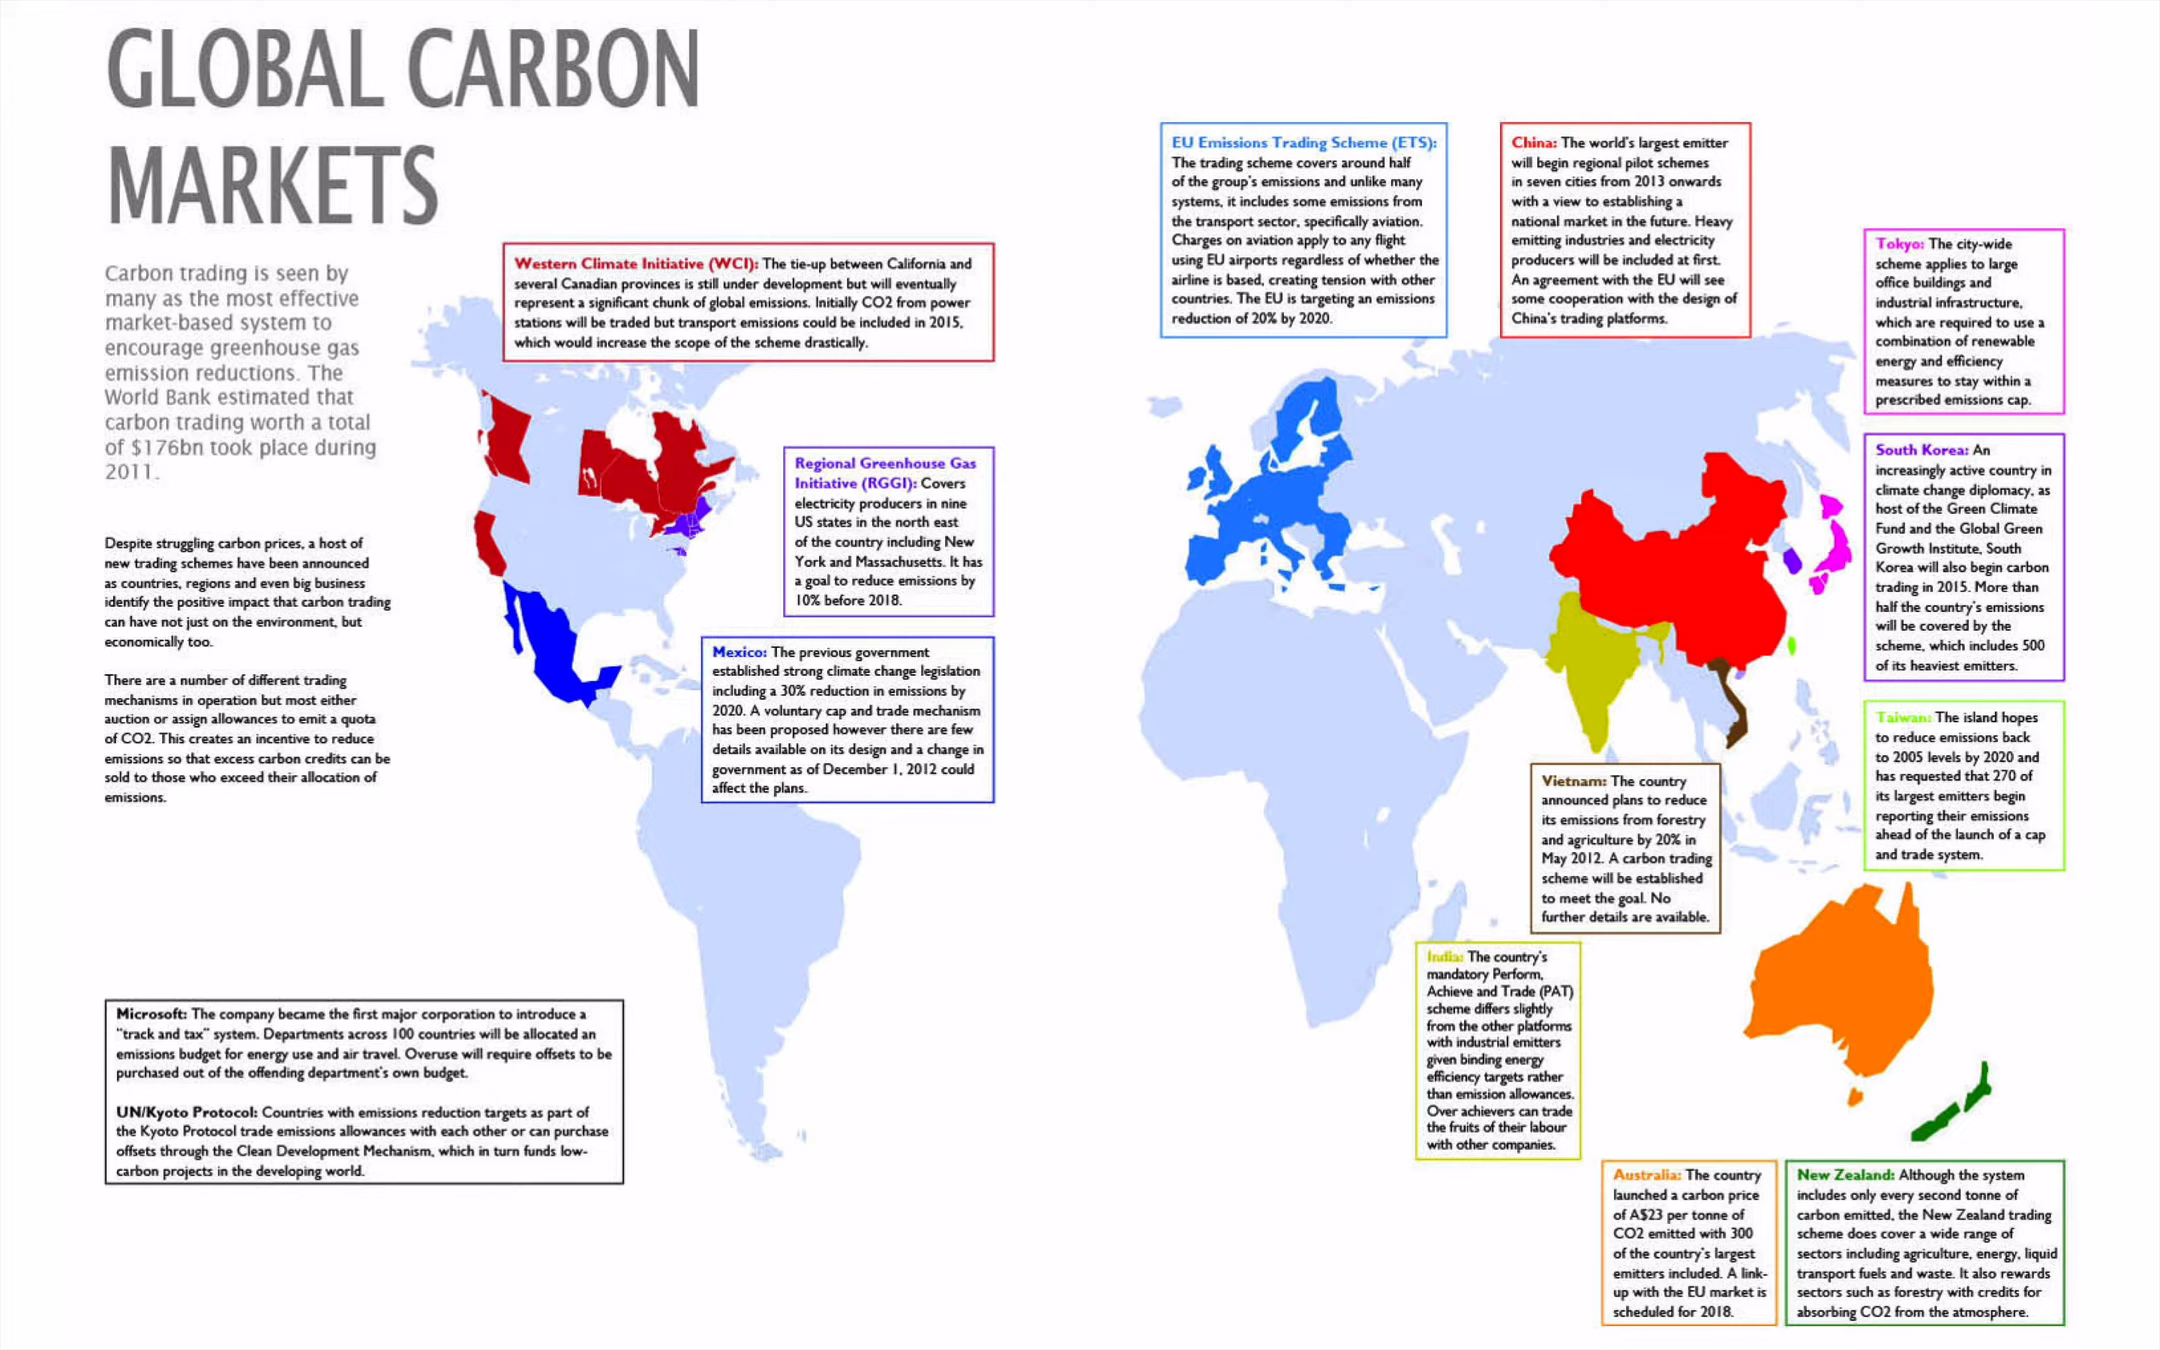 GLOBAL CARBON
MARKETS
Carbon trading is seen by
many as the most effective
market-based system to
encourage greenhouse gas
emission reductions. The
World Bank estimated that
carbon trading worth a total
of $176bn took place during
2011.
Despite struggling carbon prices, a host of
new trading schemes have been announced
as countries, regions and even big business
identify the positive impact that carbon trading
can have not just on the environment, but
economically too.
There are a number of different trading
mechanisms in operation but most either
auction or assign allowances to emit a quota
of CO2. This creates an incentive to reduce
emissions so that excess carbon credits can be
sold to those who exceed their allocation of
emissions.
Western Climate Initiative (WCI): The tie-up between California and
several Canadian provinces is still under development but will eventually
represent a significant chunk of global emissions. Initially CO2 from power
stations will be traded but transport emissions could be included in 2015,
which would increase the scope of the scheme drastically.
Regional Greenhouse Gas
Initiative (RGGI): Covers
electricity producers in nine
US states in the north east
of the country including New
York and Massachusetts. It has
a goal to reduce emissions by
10% before 2018.
Mexico: The previous government
established strong climate change legislation
including a 30% reduction in emissions by
2020. A voluntary cap and trade mechanism
has been proposed however there are few
details available on its design and a change in
government as of December 1, 2012 could
affect the plans.
Microsoft: The company became the first major corporation to introduce a
"track and tax" system. Departments across 100 countries will be allocated an
emissions budget for energy use and air travel. Overuse will require offsets to be
purchased out of the offending department's own budget.
UN/Kyoto Protocol: Countries with emissions reduction targets as part of
the Kyoto Protocol trade emissions allowances with each other or can purchase
offsets through the Clean Development Mechanism, which in turn funds low-
carbon projects in the developing world.
EU Emissions Trading Scheme (ETS):
The trading scheme covers around half
of the group's emissions and unlike many
systems, it includes some emissions from
the transport sector, specifically aviation.
Charges on aviation apply to any flight
using EU airports regardless of whether the
airline is based, creating tension with other
countries. The EU is targeting an emissions
reduction of 20% by 2020.
China: The world's largest emitter
will begin regional pilot schemes
in seven cities from 2013 onwards
with a view to establishing a
national market in the future. Heavy
emitting industries and electricity
producers will be included at first.
An agreement with the EU will see
some cooperation with the design of
China's trading platforms.
Tokyo: The city-wide
scheme applies to large
office buildings and
industrial infrastructure,
which are required to use a
combination of renewable
energy and efficiency
measures to stay within a
prescribed emissions cap.
South Korea: An
increasingly active country in
climate change diplomacy, as
host of the Green Climate
Fund and the Global Green
Growth Institute, South
Korea will also begin carbon
trading in 2015. More than
half the country's emissions
will be covered by the
scheme, which includes 500
of its heaviest emitters.
Taiwan: The island hopes
to reduce emissions back
to 2005 levels by 2020 and
has requested that 270 of
its largest emitters begin
reporting their emissions
ahead of the launch of a cap
and trade system.
Vietnam: The country
announced plans to reduce
its emissions from forestry
and agriculture by 20% in
May 2012. A carbon trading
scheme will be established
to meet the goal. No
further details are available.
India: The country's
mandatory Perform,
Achieve and Trade (PAT)
scheme differs slightly
from the other platforms
with industrial emitters
given binding energy
efficiency targets rather
than emission allowances.
Over achievers can trade
the fruits of their labour
with other companies.
Australia: The country
launched a carbon price
of A$23 per tonne of
CO2 emitted with 300
of the country's largest
emitters included. A link-
up with the EU market is
scheduled for 2018.
New Zealand: Although the system
includes only every second tonne of
carbon emitted, the New Zealand trading
scheme does cover a wide range of
sectors including agriculture, energy, liquid
transport fuels and waste. It also rewards
sectors such as forestry with credits for
absorbing CO2 from the atmosphere.